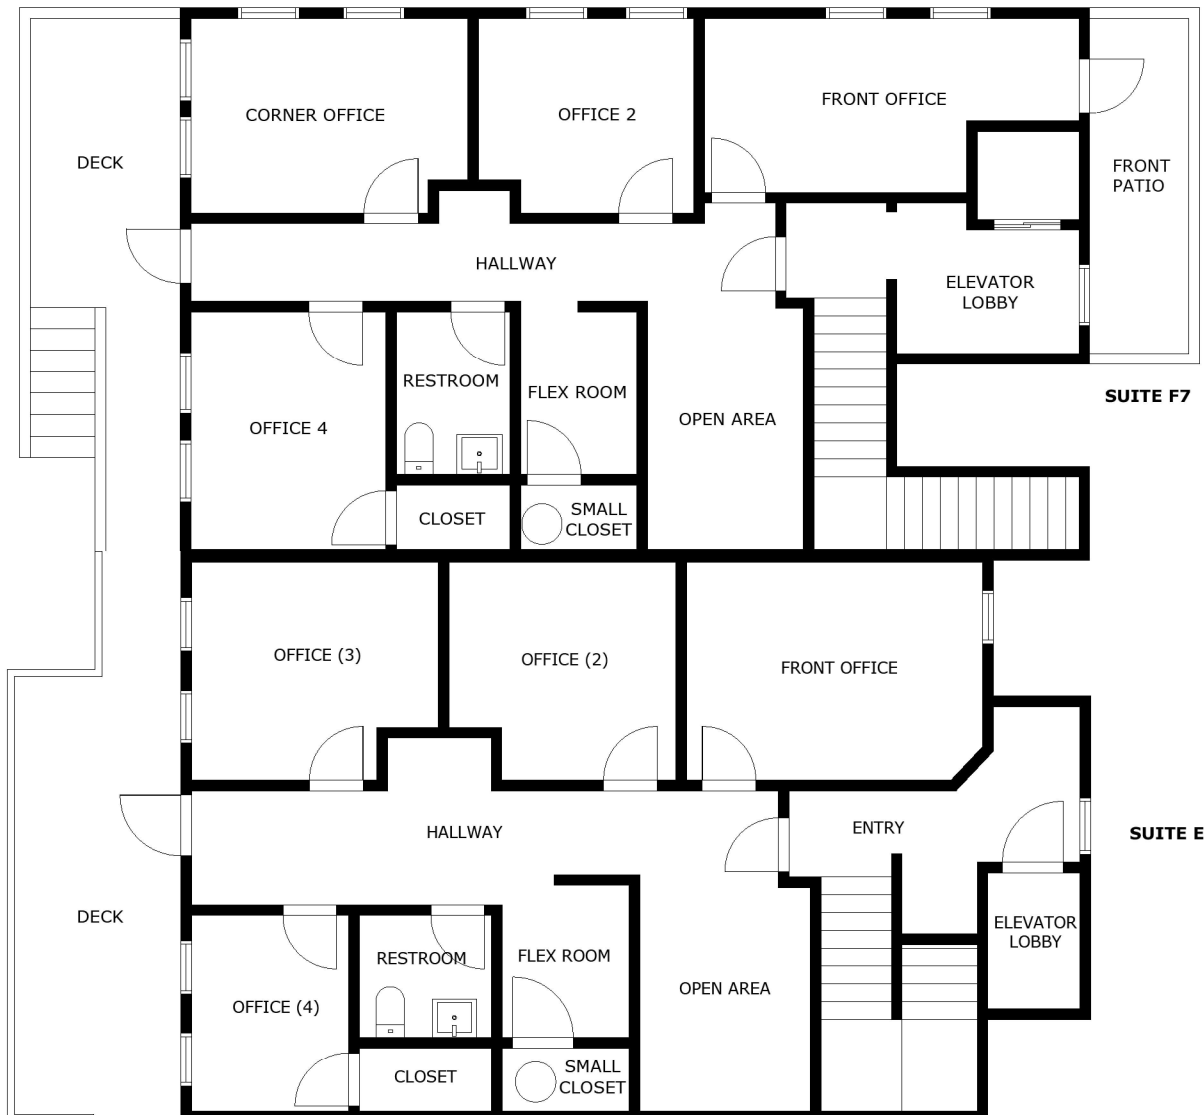 CORNER OFFICE
OFFICE 2
FRONT OFFICE
DECK
FRONT
PATIO
HALLWAY
ELEVATOR
LOBBY
RESTROOM
FLEX ROOM
SUITE F7
OPEN AREA
OFFICE 4
CLOSET
SMALL
CLOSET
OFFICE (3)
OFFICE (2)
FRONT OFFICE
HALLWAY
ENTRY
SUITE E
DECK
ELEVATOR
LOBBY
RESTROOM
FLEX ROOM
OPEN AREA
OFFICE (4)
CLOSET
SMALL
CLOSET